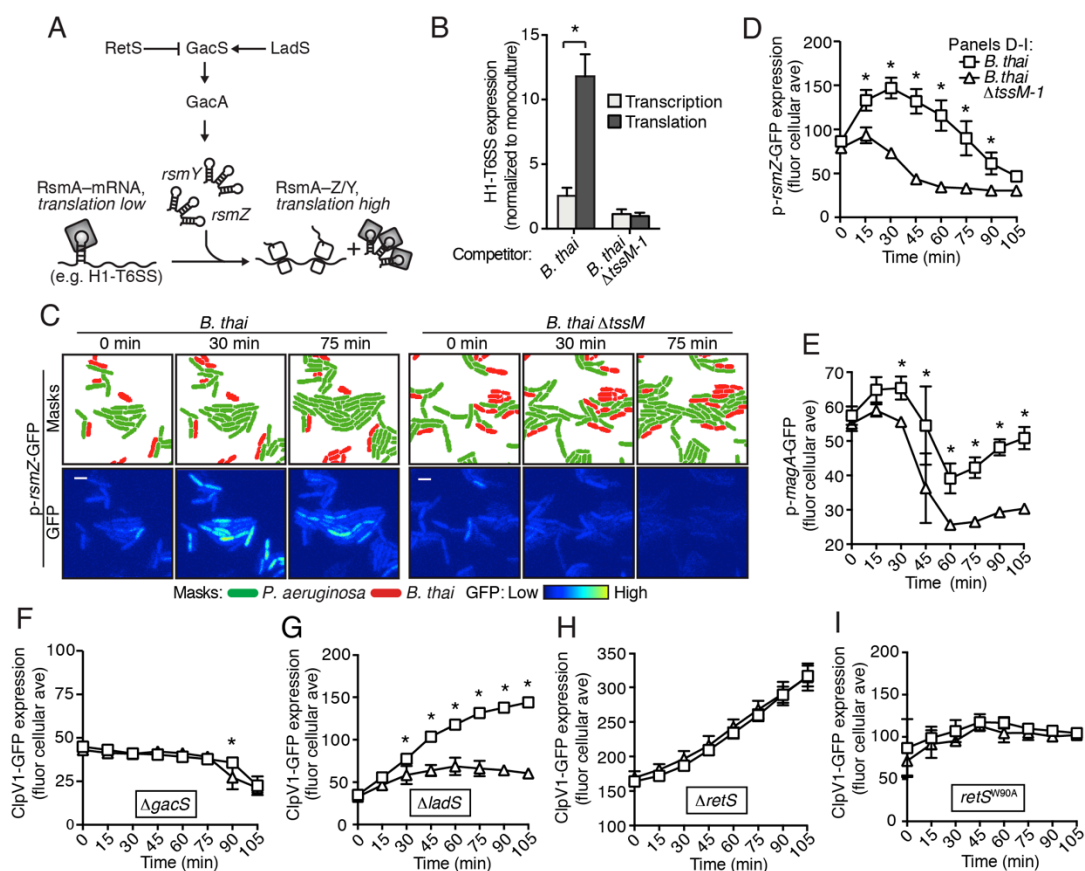 A
RetS GacS LadS
GacA
rsmY
rsmZ
RsmA–mRNA,
translation low
RsmA–Z/Y,
translation high
(e.g. H1-T6SS)
+
B
H1-T6SS expression
(normalized to monoculture)
15
10
5
0
*
Transcription
Translation
Competitor:
B. thai
B. thai
ΔtssM-1
D
Panels D-I:
B. thai
B. thai
ΔtssM-1
p-rsmZ-GFP expression
(fluor cellular ave)
200
150
100
50
0
* * * * * *
0 15 30 45 60 75 90 105
Time (min)
C
B. thai
B. thai ΔtssM
0 min 30 min 75 min 0 min 30 min 75 min
p-rsmZ-GFP
Masks
GFP
Masks: P. aeruginosa B. thai GFP: Low High
E
p-magA-GFP
(fluor cellular ave)
70
60
50
40
30
20
* * * * * *
0 15 30 45 60 75 90 105
Time (min)
F
ClpV1-GFP expression
(fluor cellular ave)
100
75
50
25
0
*
ΔgacS
0 15 30 45 60 75 90 105
Time (min)
G
ClpV1-GFP expression
(fluor cellular ave)
200
150
100
50
0
* * * * * *
ΔladS
0 15 30 45 60 75 90 105
Time (min)
H
ClpV1-GFP expression
(fluor cellular ave)
350
300
250
200
150
100
ΔretS
0 15 30 45 60 75 90 105
Time (min)
I
ClpV1-GFP expression
(fluor cellular ave)
200
150
100
50
0
retS^W90A
0 15 30 45 60 75 90 105
Time (min)